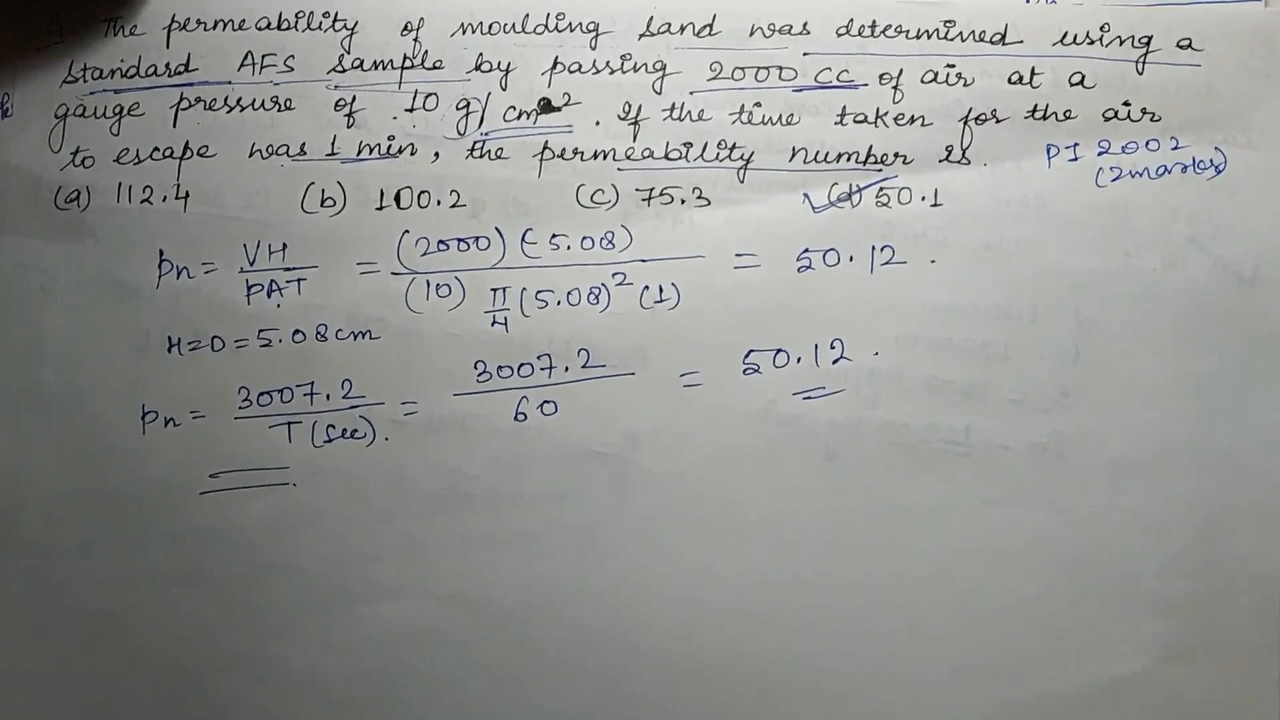 The permeability of moulding sand was determined using a
standard AFS sample by passing 2000 CC of air at a
gauge pressure of 10 g/cm². If the time taken for the air
to escape was 1 min, the permeability number is. PI 2002
(2 marks)
(a) 112.4 (b) 100.2 (c) 75.3 (d) 50.1
Pn = VH/PAT = (2000) (5.08)/(10) π/4 (5.08)² (1) = 50.12.
H=D = 5.08cm
Pn = 3007.2/T(sec). = 3007.2/60 = 50.12.